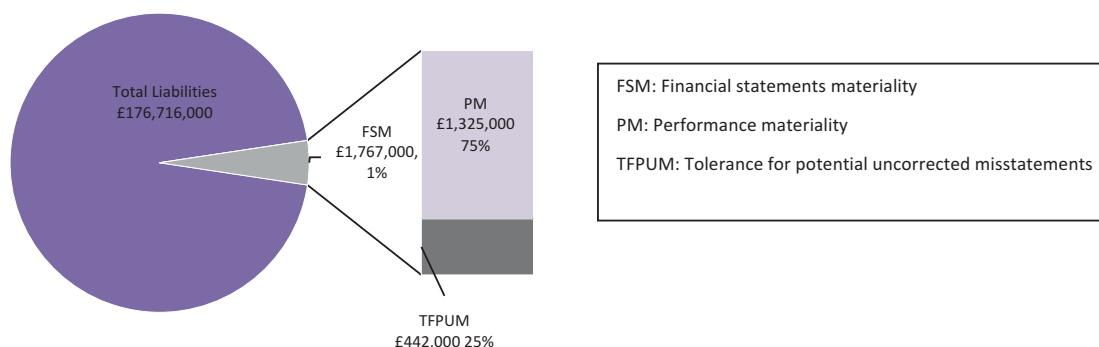 Total Liabilities
£176,716,000
FSM
£1,767,000,
1%
PM
£1,325,000
75%
TFPUM
£442,000 25%
FSM: Financial statements materiality
PM: Performance materiality
TFPUM: Tolerance for potential uncorrected misstatements